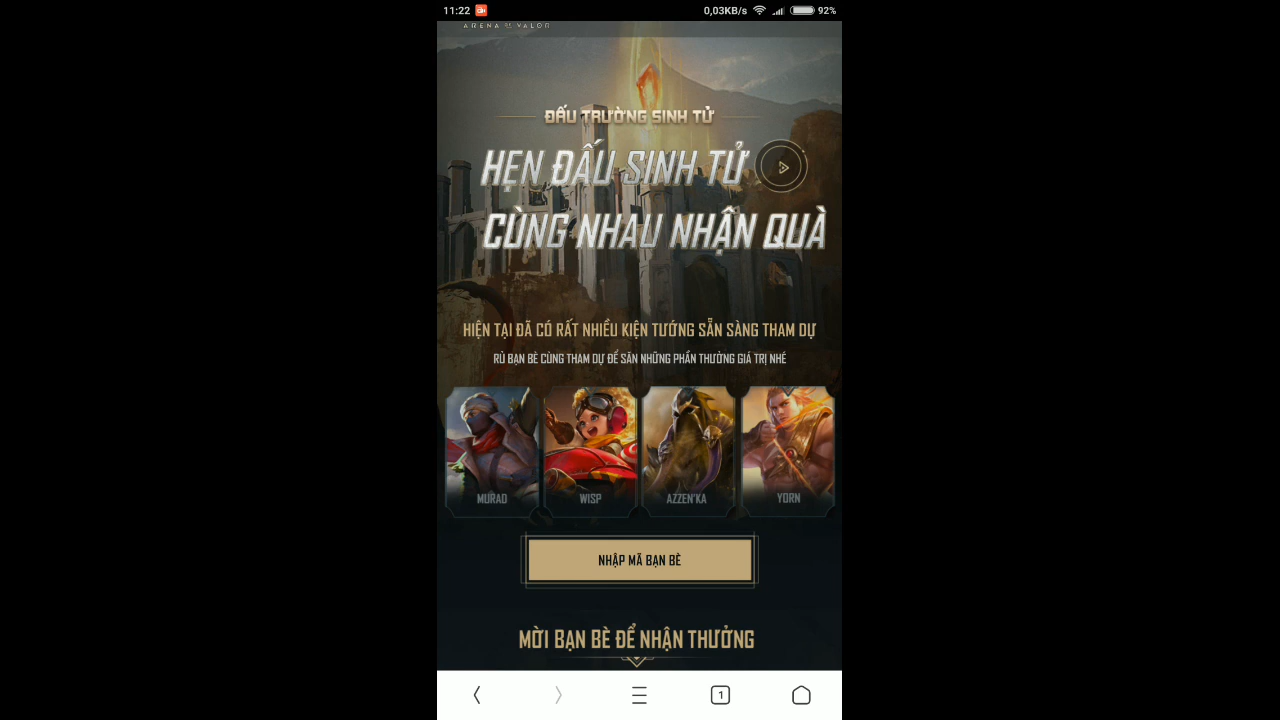 11:22
0,03KB/s
92%
ARENA OF VALOR
ĐẤU TRƯỜNG SINH TỬ
HẸN ĐẤU SINH TỬ
CÙNG NHAU NHẬN QUÀ
HIỆN TẠI ĐÃ CÓ RẤT NHIỀU KIỆN TƯỚNG SẴN SÀNG THAM DỰ
RỦ BẠN BÈ CÙNG THAM DỰ ĐỂ SĂN NHỮNG PHẦN THƯỞNG GIÁ TRỊ NHÉ
MURAD
WISP
AZZEN'KA
YORN
NHẬP MÃ BẠN BÈ
MỜI BẠN BÈ ĐỂ NHẬN THƯỞNG
1